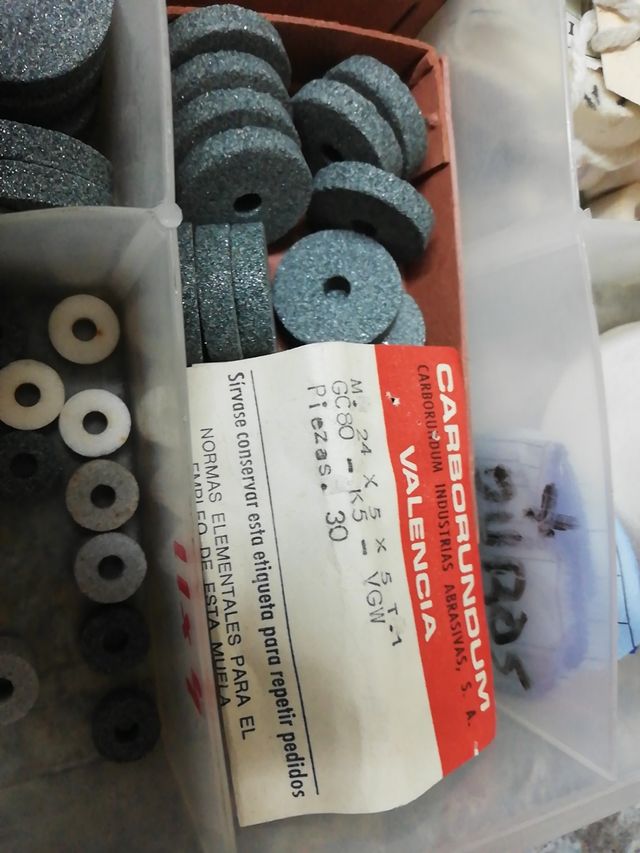 CARBORUNDUM
CARBORUNDUM INDUSTRIAS ABRASIVAS, S. A.
VALENCIA
M. 24 X 5 X 5 T-1
GC80 - K5 - VGW
Piezas. 30
Sírvase conservar esta etiqueta para repetir pedidos
NORMAS ELEMENTALES PARA EL
EMPLEO DE ESTA MUELA